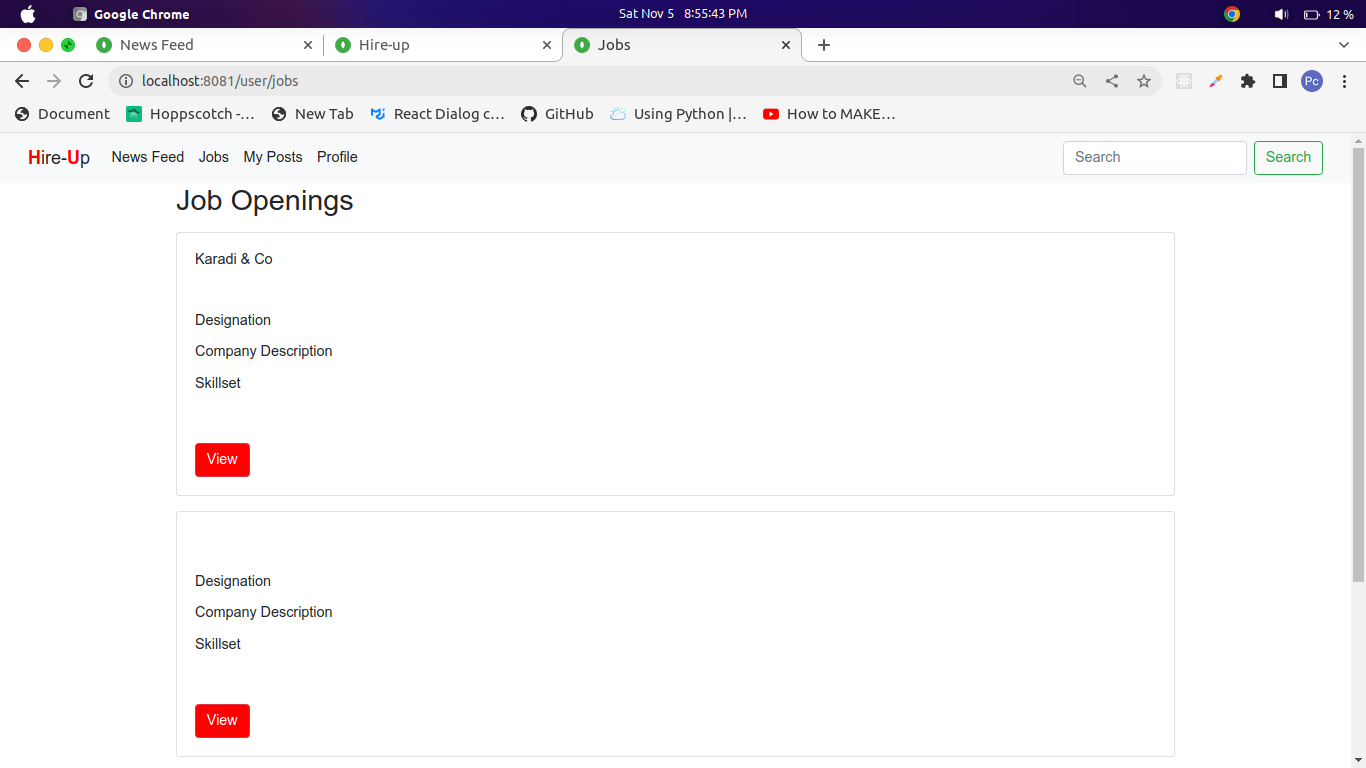 Google Chrome Sat Nov 5 8:55:43 PM 12 %
News Feed Hire-up Jobs
localhost:8081/user/jobs Pc
Document Hoppscotch -... New Tab React Dialog c... GitHub Using Python |... How to MAKE...
Hire-Up News Feed Jobs My Posts Profile Search Search
Job Openings
Karadi & Co
Designation
Company Description
Skillset
View
Designation
Company Description
Skillset
View